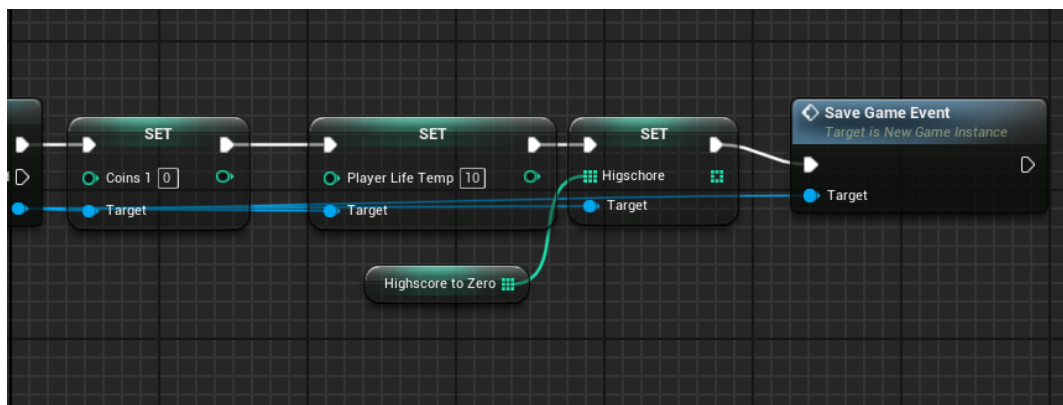 SET
Coins 1 0
Target
SET
Player Life Temp 10
Target
SET
Higschore
Target
Save Game Event
Target is New Game Instance
Target
Highscore to Zero